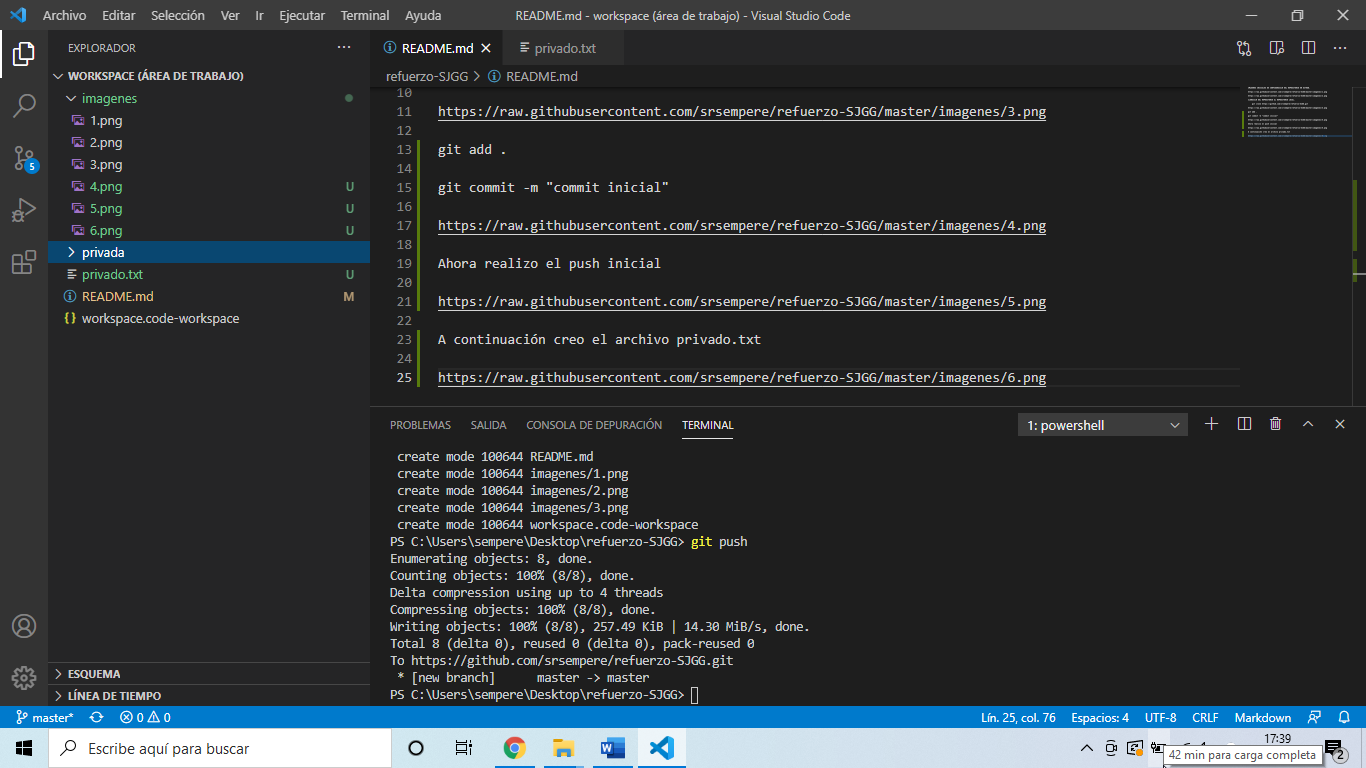 Archivo Editar Selección Ver Ir Ejecutar Terminal Ayuda README.md - workspace (área de trabajo) - Visual Studio Code
EXPLORADOR
WORKSPACE (ÁREA DE TRABAJO)
imagenes
1.png
2.png
3.png
4.png U
5.png U
6.png U
privada
privado.txt U
README.md M
workspace.code-workspace
ESQUEMA
LÍNEA DE TIEMPO
5
README.md privado.txt
refuerzo-SJGG > README.md
10
11 https://raw.githubusercontent.com/srsempere/refuerzo-SJGG/master/imagenes/3.png
12
13 git add .
14
15 git commit -m "commit inicial"
16
17 https://raw.githubusercontent.com/srsempere/refuerzo-SJGG/master/imagenes/4.png
18
19 Ahora realizo el push inicial
20
21 https://raw.githubusercontent.com/srsempere/refuerzo-SJGG/master/imagenes/5.png
22
23 A continuación creo el archivo privado.txt
24
25 https://raw.githubusercontent.com/srsempere/refuerzo-SJGG/master/imagenes/6.png
PROBLEMAS SALIDA CONSOLA DE DEPURACIÓN TERMINAL 1: powershell
create mode 100644 README.md
create mode 100644 imagenes/1.png
create mode 100644 imagenes/2.png
create mode 100644 imagenes/3.png
create mode 100644 workspace.code-workspace
PS C:\Users\sempere\Desktop\refuerzo-SJGG> git push
Enumerating objects: 8, done.
Counting objects: 100% (8/8), done.
Delta compression using up to 4 threads
Compressing objects: 100% (8/8), done.
Writing objects: 100% (8/8), 257.49 KiB | 14.30 MiB/s, done.
Total 8 (delta 0), reused 0 (delta 0), pack-reused 0
To https://github.com/srsempere/refuerzo-SJGG.git
* [new branch] master -> master
PS C:\Users\sempere\Desktop\refuerzo-SJGG>
master* 0 0 Lín. 25, col. 76 Espacios: 4 UTF-8 CRLF Markdown
Escribe aquí para buscar
17:39
42 min para carga completa
2